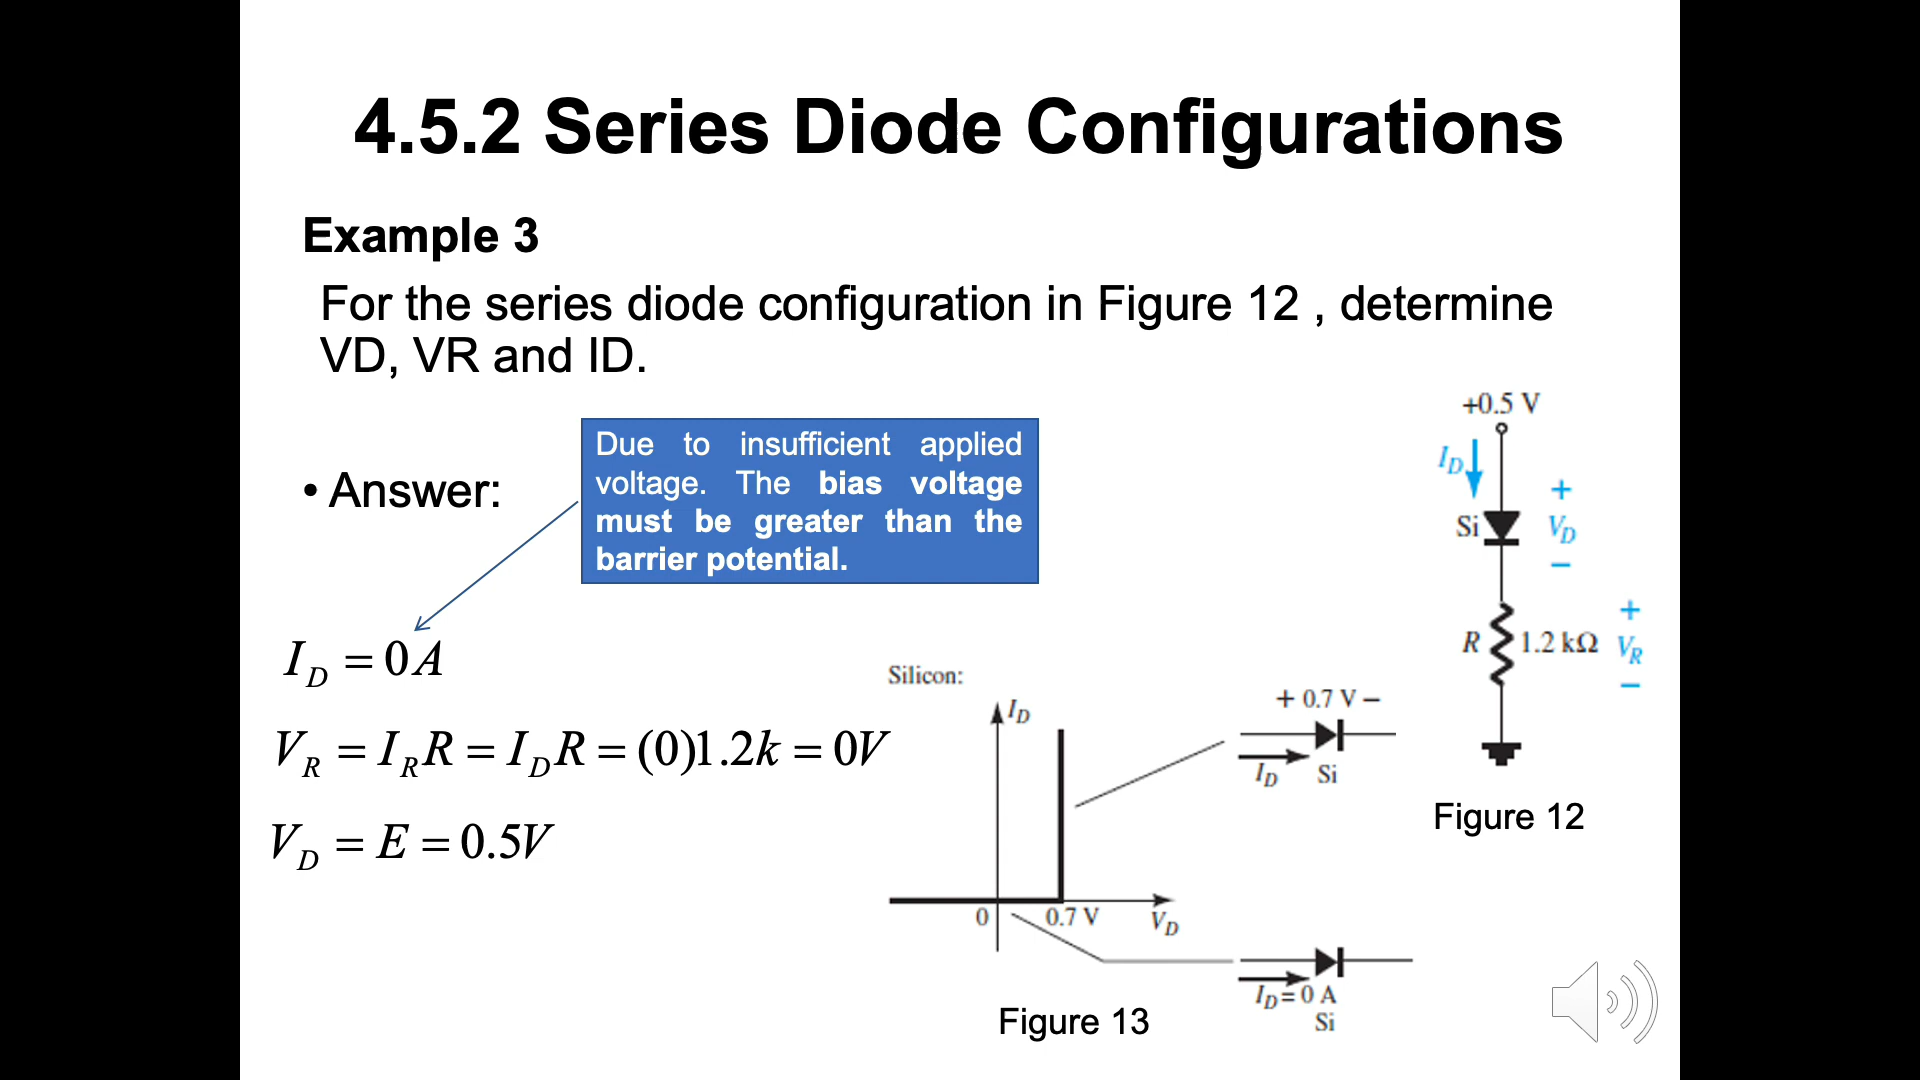 4.5.2 Series Diode Configurations
Example 3
For the series diode configuration in Figure 12 , determine
VD, VR and ID.
• Answer:
Due to insufficient applied
voltage. The bias voltage
must be greater than the
barrier potential.
I_D = 0A
V_R = I_R R = I_D R = (0)1.2k = 0V
V_D = E = 0.5V
Silicon:
I_D
0
0.7 V
V_D
+ 0.7 V −
I_D
Si
I_D = 0 A
Si
Figure 13
+0.5 V
I_D
+
Si
V_D
−
+
R
1.2 kΩ
V_R
−
Figure 12